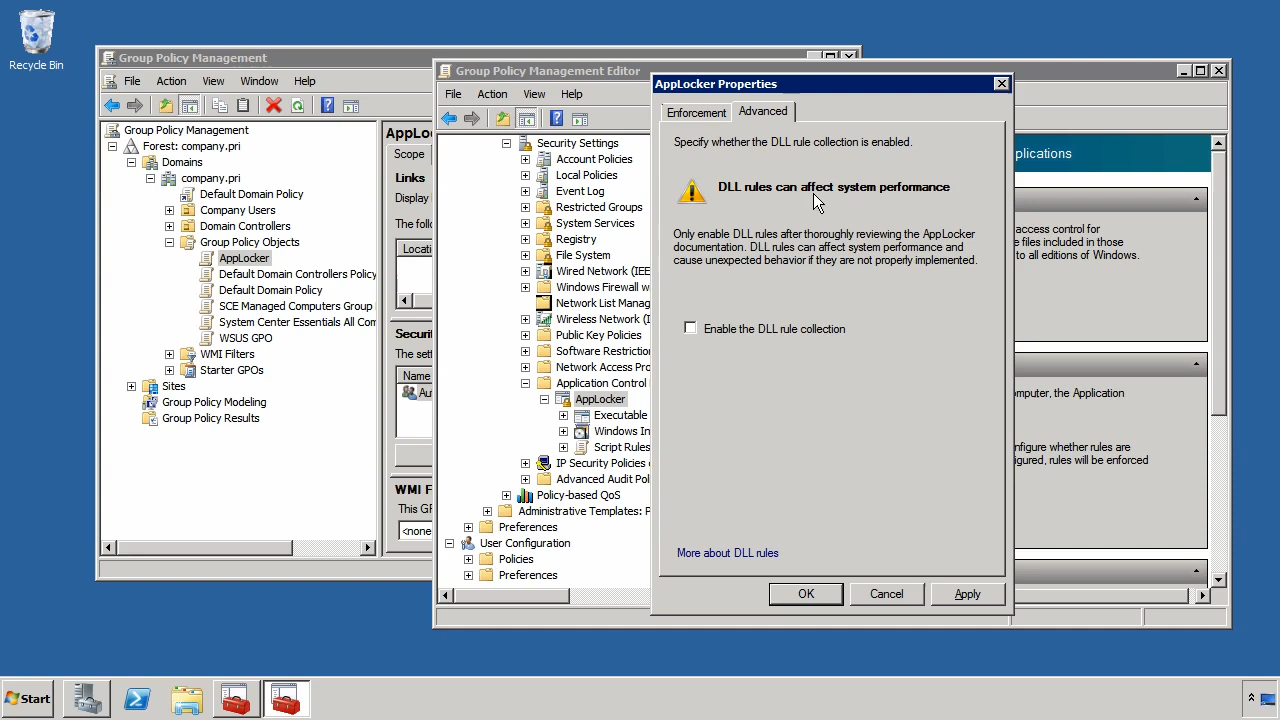 Recycle Bin
Group Policy Management
File Action View Window Help
Group Policy Management
Forest: company.pri
Domains
company.pri
Default Domain Policy
Company Users
Domain Controllers
Group Policy Objects
AppLocker
Default Domain Controllers Policy
Default Domain Policy
SCE Managed Computers Group
System Center Essentials All Com
WSUS GPO
WMI Filters
Starter GPOs
Sites
Group Policy Modeling
Group Policy Results
Scope
Links
Display
The
Name
WMI F
This GP
<none
Group Policy Management Editor
File Action View Help
Security Settings
Account Policies
Local Policies
Event Log
Restricted Groups
System Services
Registry
File System
Wired Network (IEE
Windows Firewall w
Network List Manag
Wireless Network (I
Public Key Policies
Software Restriction
Network Access Pro
Application Control
AppLocker
Executable
Windows In
Script Rules
IP Security Policies
Advanced Audit Pol
Policy-based QoS
Administrative Templates: P
Preferences
User Configuration
Policies
Preferences
AppLocker Properties
Enforcement Advanced
Specify whether the DLL rule collection is enabled.
DLL rules can affect system performance
Only enable DLL rules after thoroughly reviewing the AppLocker
documentation. DLL rules can affect system performance and
cause unexpected behavior if they are not properly implemented.
Enable the DLL rule collection
More about DLL rules
OK Cancel Apply
plications
access control for
files included in those
to all editions of Windows.
mputer, the Application
nfigure whether rules are
igured, rules will be enforced
Start